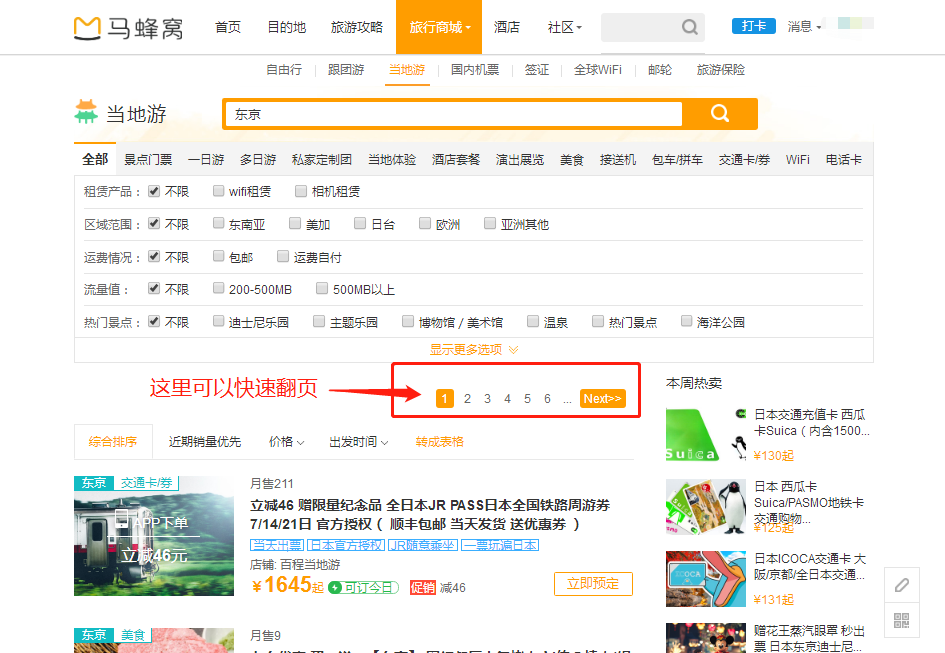 马蜂窝 首页 目的地 旅游攻略 旅行商城 酒店 社区 打卡 消息
自由行 跟团游 当地游 国内机票 签证 全球WiFi 邮轮 旅游保险
当地游 东京
全部 景点门票 一日游 多日游 私家定制团 当地体验 酒店套餐 演出展览 美食 接送机 包车/拼车 交通卡/券 WiFi 电话卡
租赁产品： 不限 wifi租赁 相机租赁
区域范围： 不限 东南亚 美加 日台 欧洲 亚洲其他
运费情况： 不限 包邮 运费自付
流量值： 不限 200-500MB 500MB以上
热门景点： 不限 迪士尼乐园 主题乐园 博物馆 / 美术馆 温泉 热门景点 海洋公园
显示更多选项
这里可以快速翻页
1 2 3 4 5 6 ... Next>>
综合排序 近期销量优先 价格 出发时间 转成表格
东京 交通卡/券
APP下单
立减46元
月售211
立减46 赠限量纪念品 全日本JR PASS日本全国铁路周游券
7/14/21日 官方授权（ 顺丰包邮 当天发货 送优惠券 ）
当天出票 日本官方授权 JR随意乘坐 一票玩遍日本
店铺: 百程当地游
￥1645起 可订今日 促销 减46
立即预定
东京 美食
月售9
本周热卖
Suica
日本交通充值卡 西瓜
卡Suica（内含1500...
¥130起
日本 西瓜卡
Suica/PASMO地铁卡
交通购物...
¥125起
ICOCA
日本ICOCA交通卡 大
阪/京都/全日本交通...
¥131起
赠花王蒸汽眼罩 秒出
票 日本东京迪士尼...